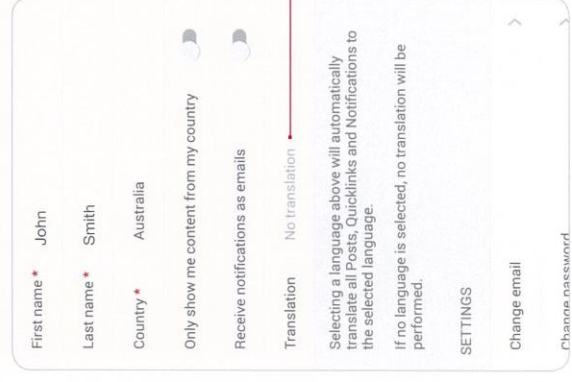 First name * John
Last name * Smith
Country * Australia
Only show me content from my country
Receive notifications as emails
Translation No translation
Selecting a language above will automatically
translate all Posts, Quicklinks and Notifications to
the selected language.
If no language is selected, no translation will be
performed.
SETTINGS
Change email
Change password